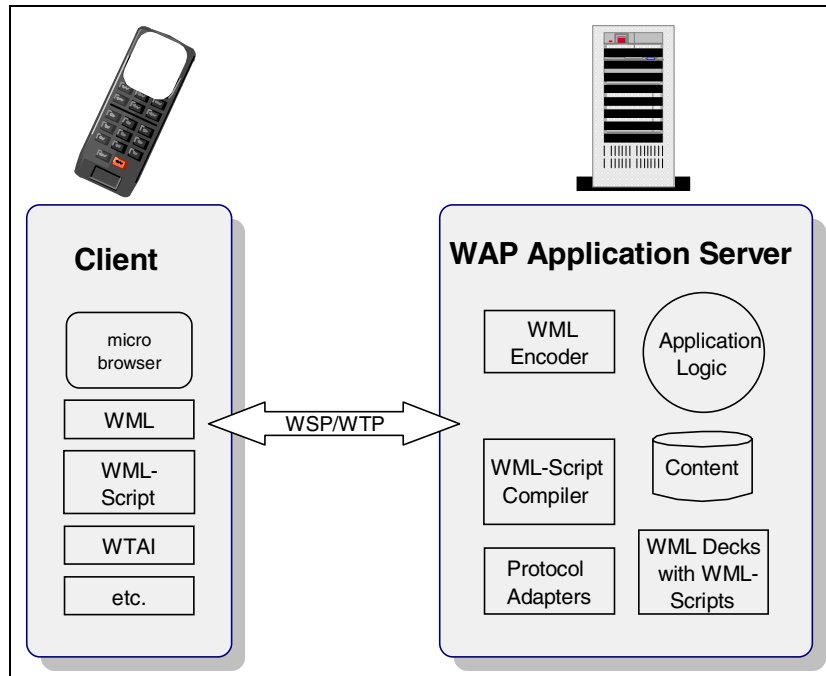 Client
micro
browser
WML
WML-
Script
WTAI
etc.
WSP/WTP
WAP Application Server
WML
Encoder
Application
Logic
WML-Script
Compiler
Content
Protocol
Adapters
WML Decks
with WML-
Scripts